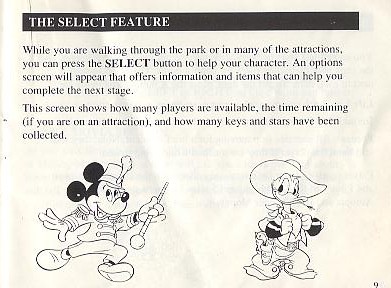 THE SELECT FEATURE
While you are walking through the park or in many of the attractions,
you can press the SELECT button to help your character. An options
screen will appear that offers information and items that can help you
complete the next stage.
This screen shows how many players are available, the time remaining
(if you are on an attraction), and how many keys and stars have been
collected.
9